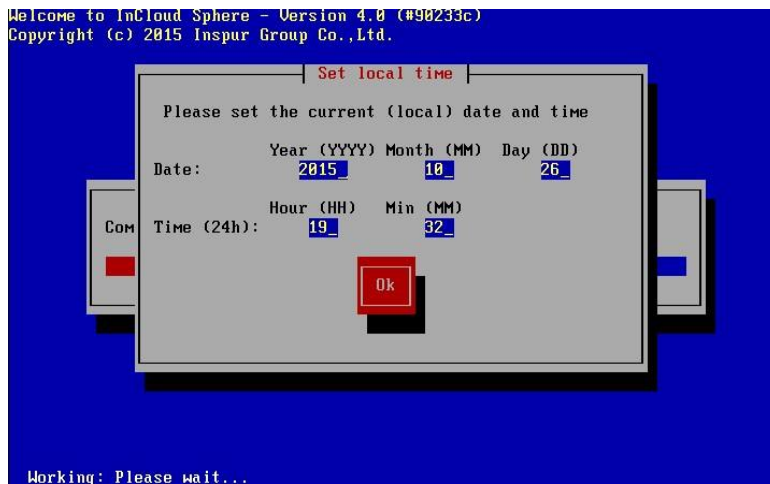 Welcome to InCloud Sphere - Version 4.0 (#90233c)
Copyright (c) 2015 Inspur Group Co.,Ltd.
Set local time
Please set the current (local) date and time
Year (YYYY) Month (MM) Day (DD)
Date: 2015_ 10_ 26_
Hour (HH) Min (MM)
Com
Time (24h): 19_ 32_
Ok
Working: Please wait...